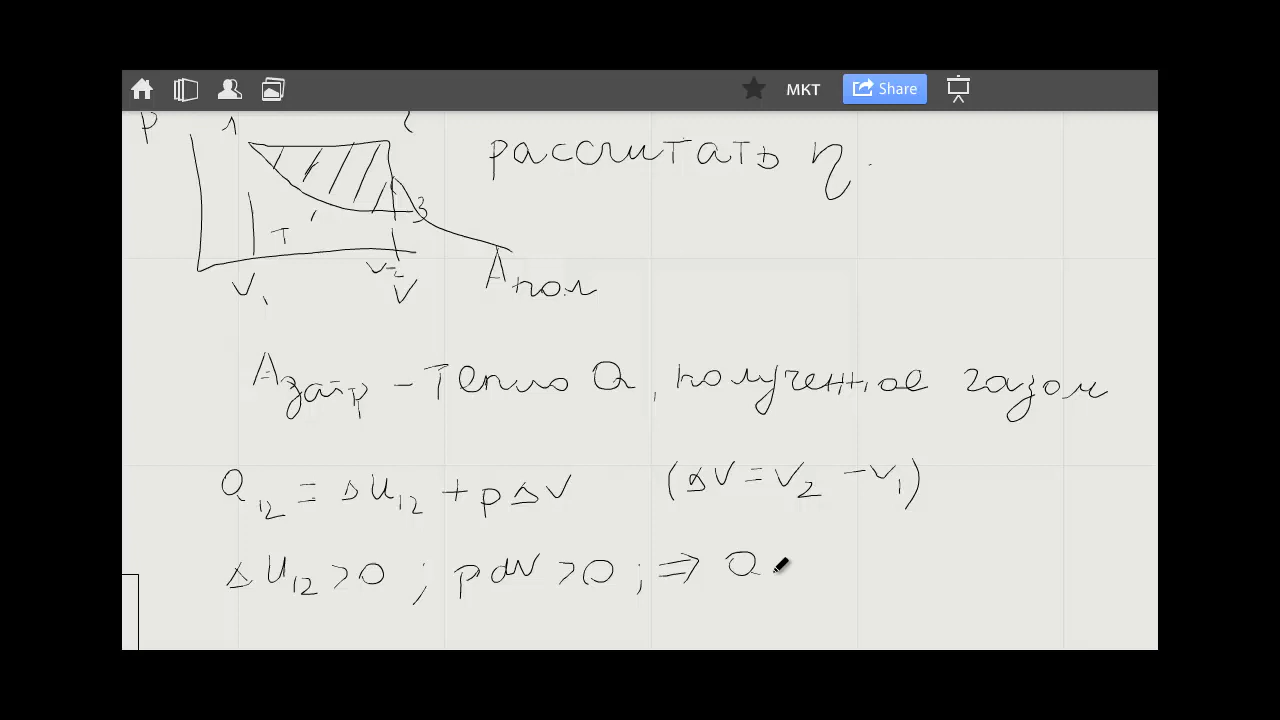 МКТ Share
P 1 2
рассчитать η.
3
T
V₁ V₂ V
Aпол
Aзатр – тепло Q, полученное газом
Q₁₂ = ΔU₁₂ + pΔV (ΔV = V₂ – V₁)
ΔU₁₂ > 0 ; pdV > 0 ; ⇒ Q